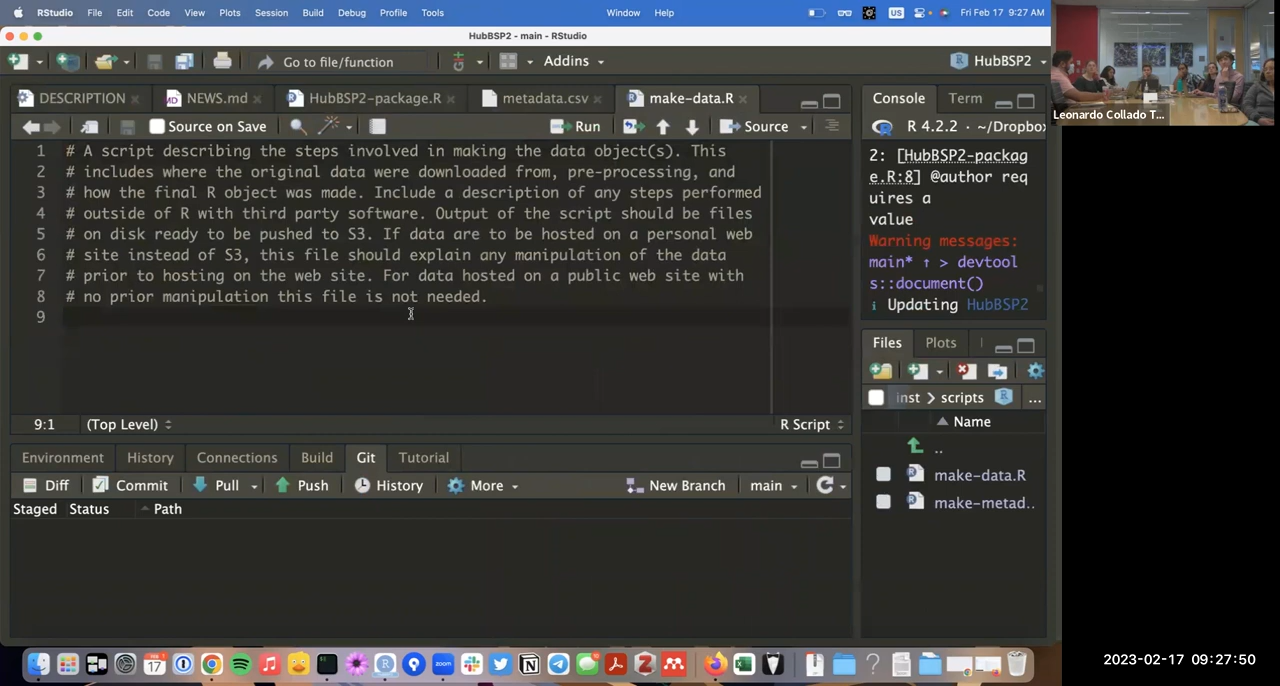 RStudio File Edit Code View Plots Session Build Debug Profile Tools Window Help US Fri Feb 17 9:27 AM
HubBSP2 - main - RStudio
Go to file/function Addins HubBSP2
DESCRIPTION NEWS.md HubBSP2-package.R metadata.csv make-data.R
Source on Save Run Source
1 # A script describing the steps involved in making the data object(s). This
2 # includes where the original data were downloaded from, pre-processing, and
3 # how the final R object was made. Include a description of any steps performed
4 # outside of R with third party software. Output of the script should be files
5 # on disk ready to be pushed to S3. If data are to be hosted on a personal web
6 # site instead of S3, this file should explain any manipulation of the data
7 # prior to hosting on the web site. For data hosted on a public web site with
8 # no prior manipulation this file is not needed.
9
9:1 (Top Level) R Script
Environment History Connections Build Git Tutorial
Diff Commit Pull Push History More New Branch main
Staged Status Path
Console Term
R 4.2.2 · ~/Dropbo
2: [HubBSP2-packag
e.R:8] @author req
uires a
value
Warning messages:
main* ↑ > devtool
s::document()
i Updating HubBSP2
Files Plots
inst > scripts ...
Name
..
make-data.R
make-metad..
Leonardo Collado T...
17
zoom
2023-02-17 09:27:50